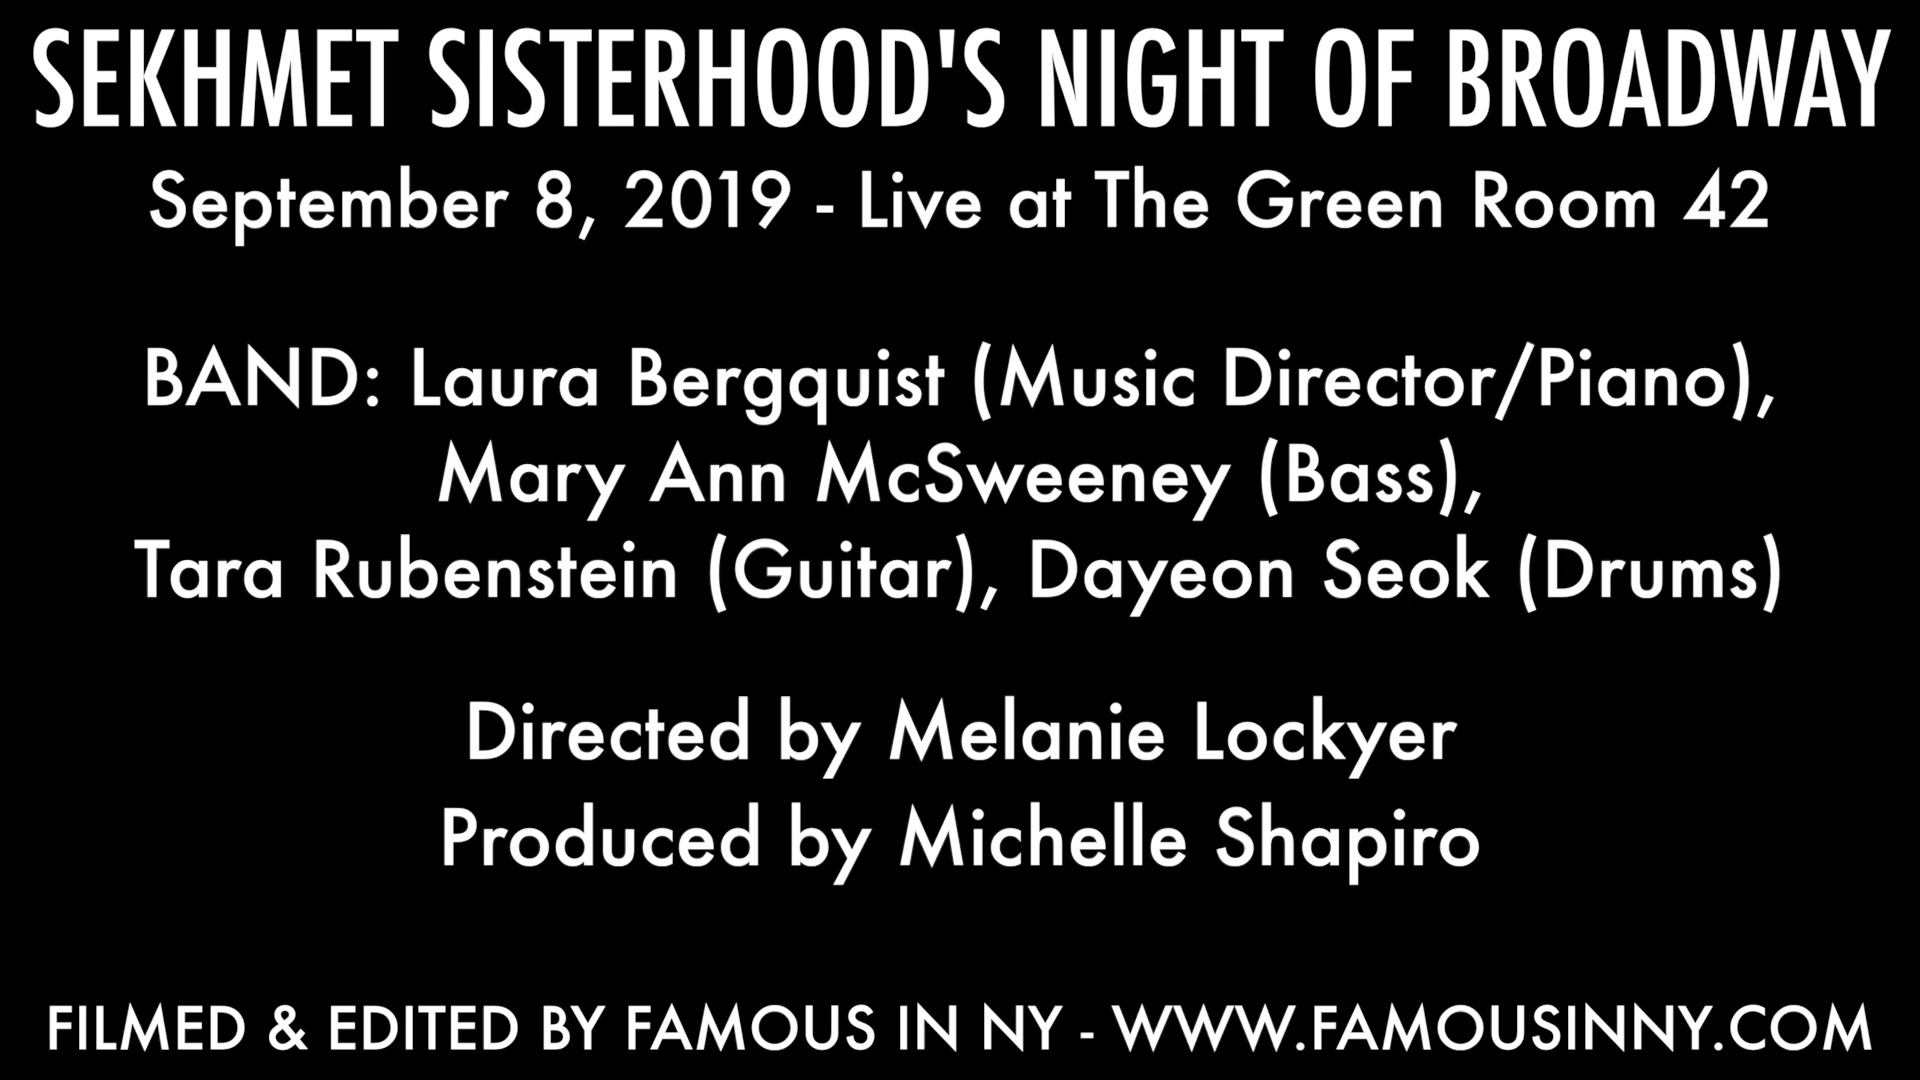 SEKHMET SISTERHOOD'S NIGHT OF BROADWAY
September 8, 2019 - Live at The Green Room 42
BAND: Laura Bergquist (Music Director/Piano),
Mary Ann McSweeney (Bass),
Tara Rubenstein (Guitar), Dayeon Seok (Drums)
Directed by Melanie Lockyer
Produced by Michelle Shapiro
FILMED & EDITED BY FAMOUS IN NY - WWW.FAMOUSINNY.COM